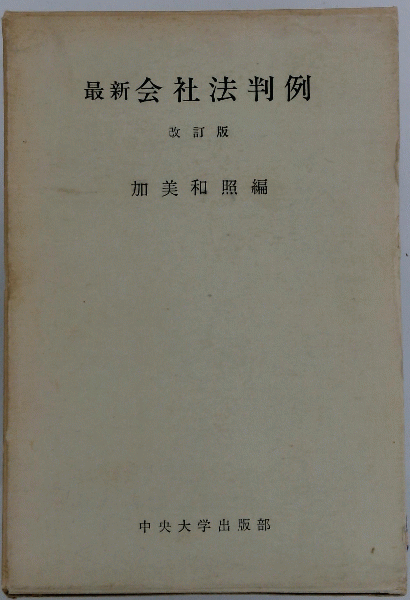 最新会社法判例
改訂版
加美和照編
中央大学出版部